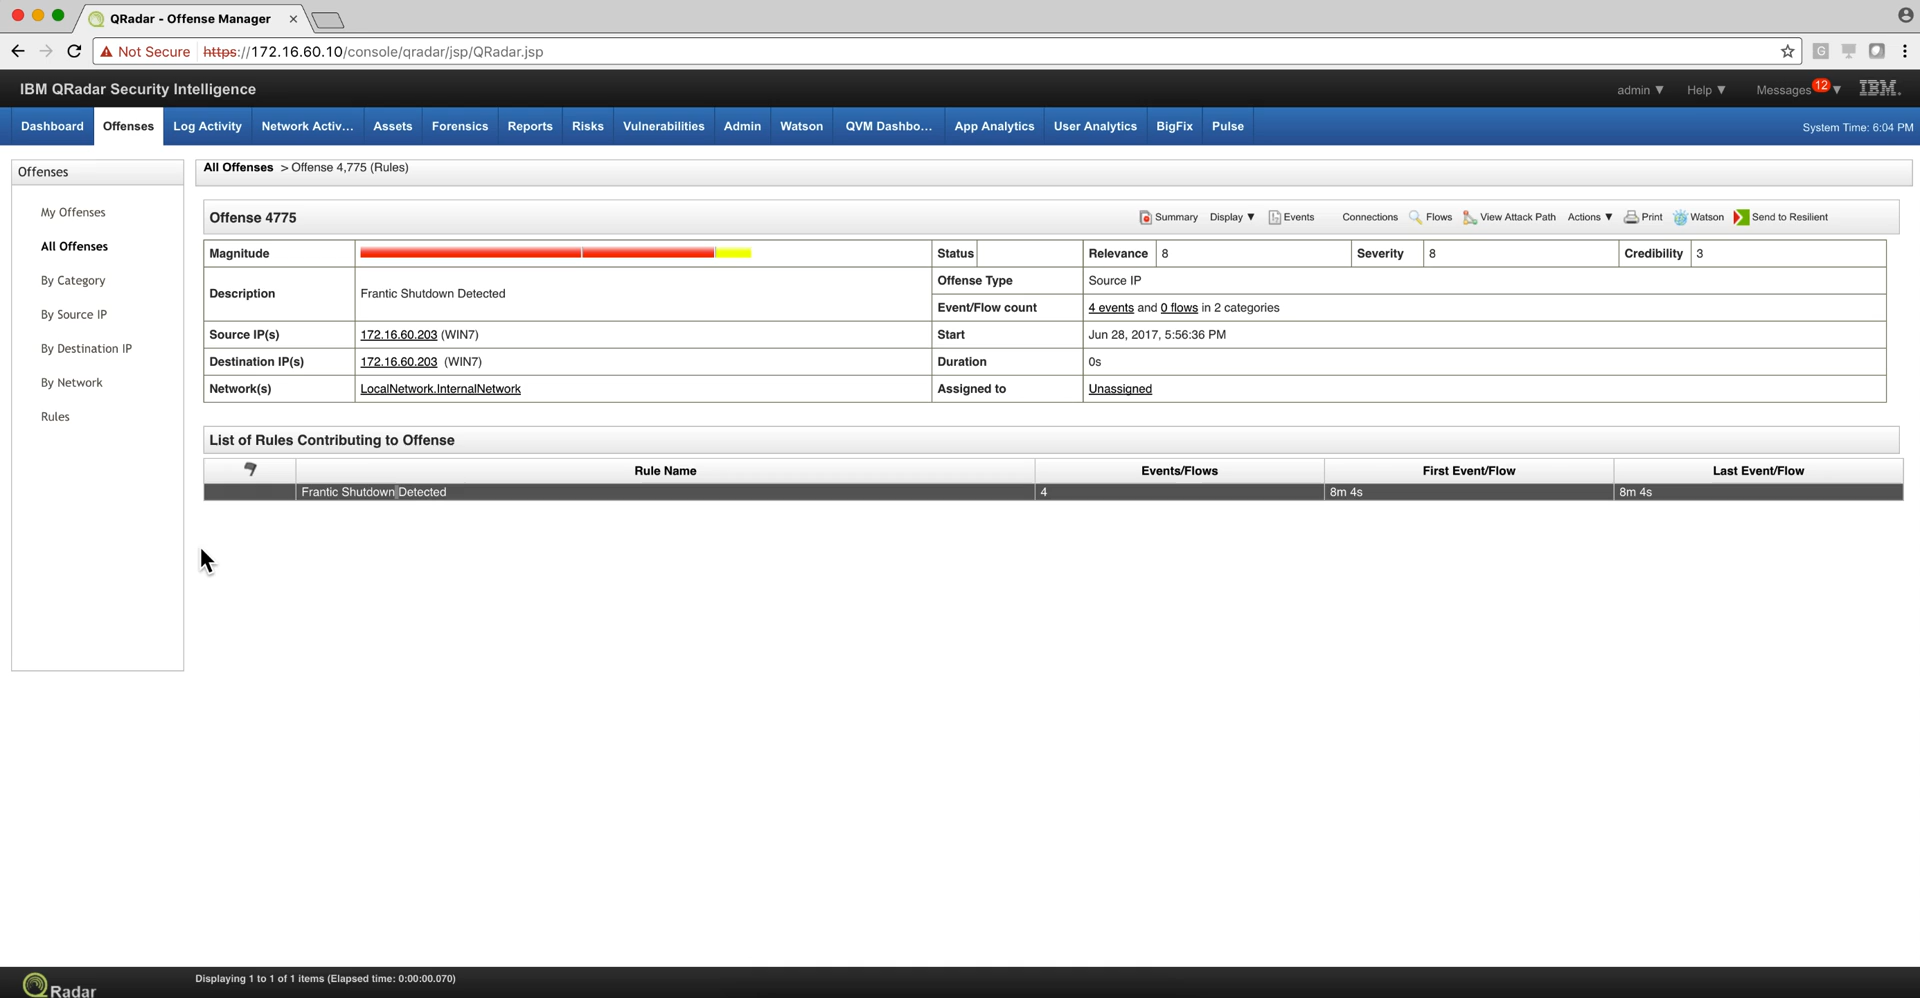 QRadar - Offense Manager
Not Secure https://172.16.60.10/console/qradar/jsp/QRadar.jsp
G
IBM QRadar Security Intelligence
admin ▼ Help ▼ Messages 12 ▼ IBM.
Dashboard Offenses Log Activity Network Activ... Assets Forensics Reports Risks Vulnerabilities Admin Watson QVM Dashbo... App Analytics User Analytics BigFix Pulse System Time: 6:04 PM
Offenses
My Offenses
All Offenses
By Category
By Source IP
By Destination IP
By Network
Rules
All Offenses > Offense 4,775 (Rules)
Offense 4775 Summary Display ▼ Events Connections Flows View Attack Path Actions ▼ Print Watson Send to Resilient
Magnitude Status Relevance 8 Severity 8 Credibility 3
Description Frantic Shutdown Detected Offense Type Source IP
Event/Flow count 4 events and 0 flows in 2 categories
Source IP(s) 172.16.60.203 (WIN7) Start Jun 28, 2017, 5:56:36 PM
Destination IP(s) 172.16.60.203 (WIN7) Duration 0s
Network(s) LocalNetwork.InternalNetwork Assigned to Unassigned
List of Rules Contributing to Offense
Rule Name Events/Flows First Event/Flow Last Event/Flow
Frantic Shutdown Detected 4 8m 4s 8m 4s
QRadar Displaying 1 to 1 of 1 items (Elapsed time: 0:00:00.070)